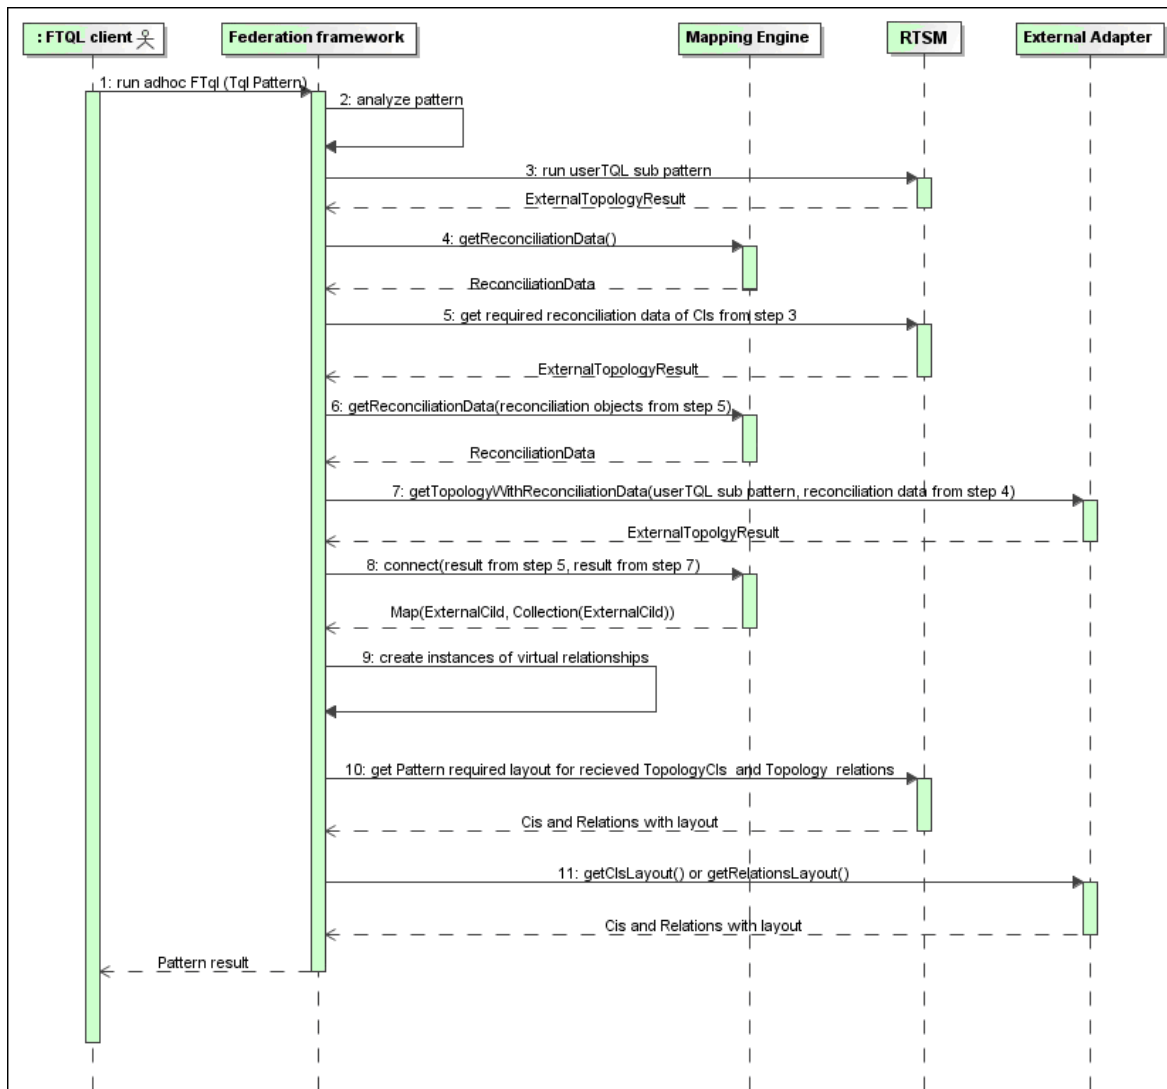 : FTQL client
Federation framework
Mapping Engine
RTSM
External Adapter
1: run adhoc FTql (Tql Pattern)
2: analyze pattern
3: run userTQL sub pattern
ExternalTopologyResult
4: getReconciliationData()
ReconciliationData
5: get required reconciliation data of CIs from step 3
ExternalTopologyResult
6: getReconciliationData(reconciliation objects from step 5)
ReconciliationData
7: getTopologyWithReconciliationData(userTQL sub pattern, reconciliation data from step 4)
ExternalTopolgyResult
8: connect(result from step 5, result from step 7)
Map(ExternalCiId, Collection(ExternalCiId))
9: create instances of virtual relationships
10: get Pattern required layout for recieved TopologyCIs and Topology relations
Cis and Relations with layout
11: getCIsLayout() or getRelationsLayout()
Cis and Relations with layout
Pattern result